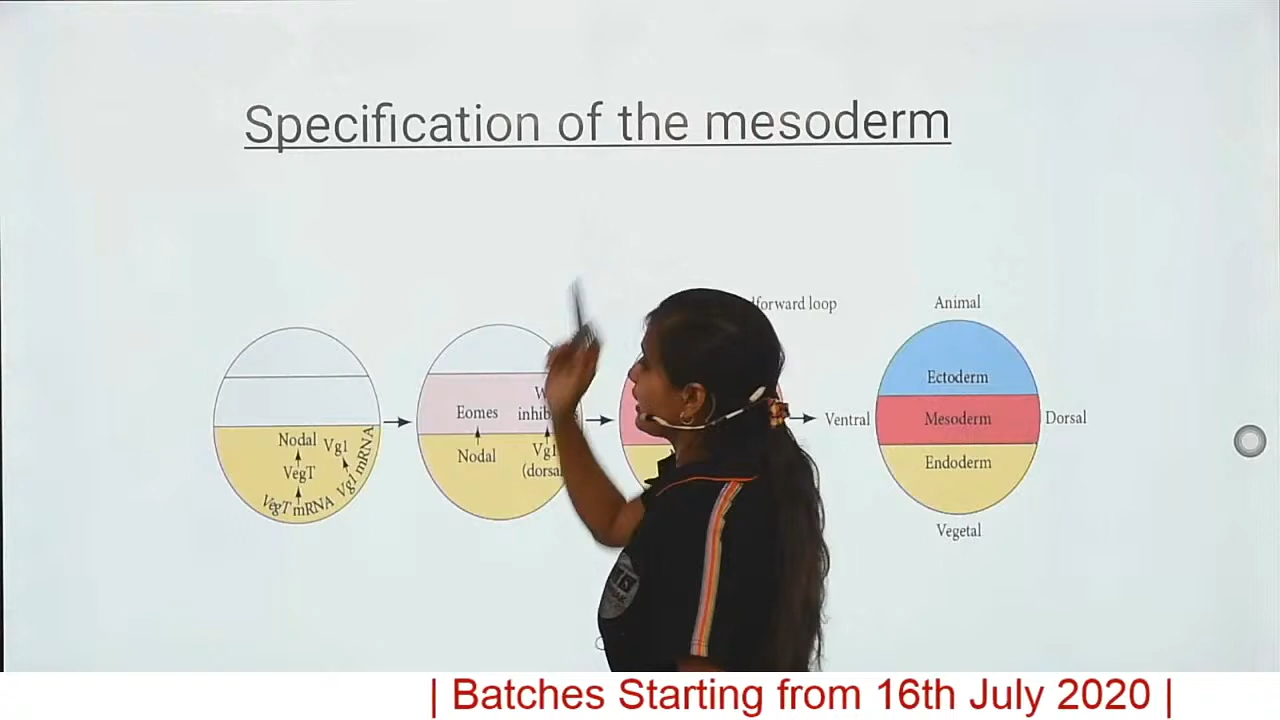 Specification of the mesoderm
Animal
Ectoderm
Ventral
Mesoderm
Dorsal
Endoderm
Vegetal
Eomes
Nodal
Vg1
Nodal
Vg1
VegT
VegT mRNA
Vg1 mRNA
loop
| Batches Starting from 16th July 2020 |